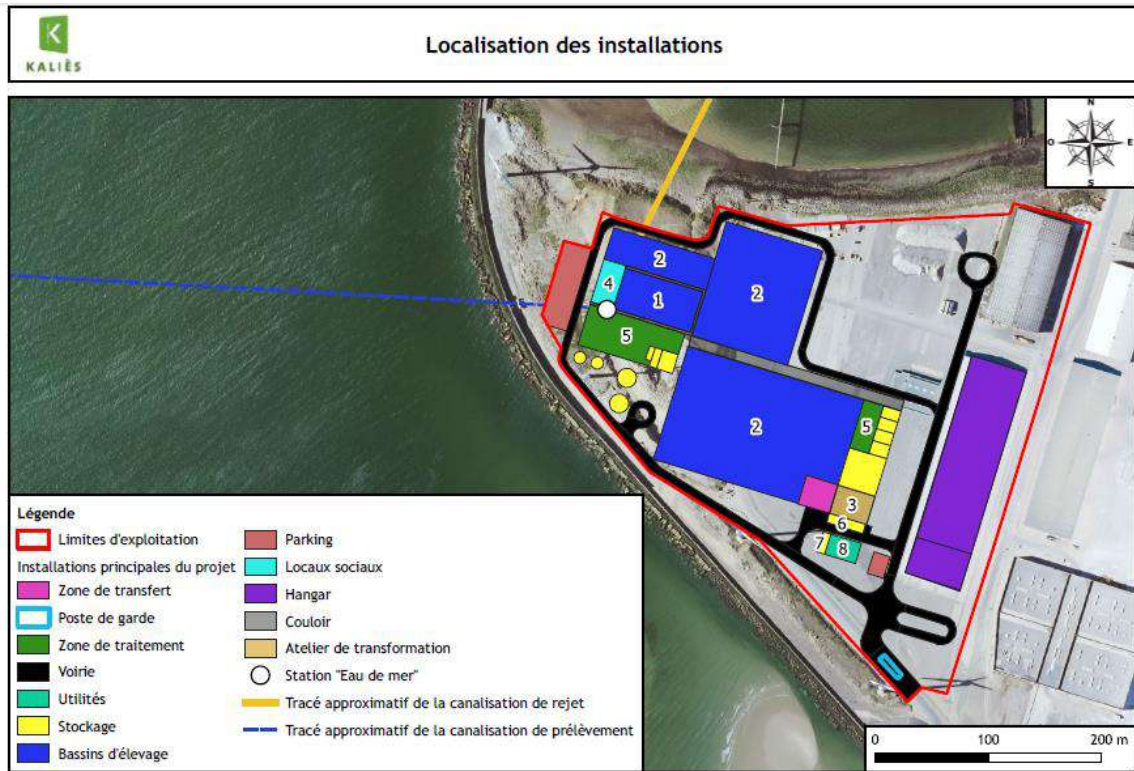 KALIÈS
Localisation des installations
N
O E
S
2
4
1
2
5
2
5
3
6
7
8
Légende
Limites d'exploitation
Installations principales du projet
Zone de transfert
Poste de garde
Zone de traitement
Voirie
Utilités
Stockage
Bassins d'élevage
Parking
Locaux sociaux
Hangar
Couloir
Atelier de transformation
Station "Eau de mer"
Tracé approximatif de la canalisation de rejet
Tracé approximatif de la canalisation de prélèvement
0 100 200 m